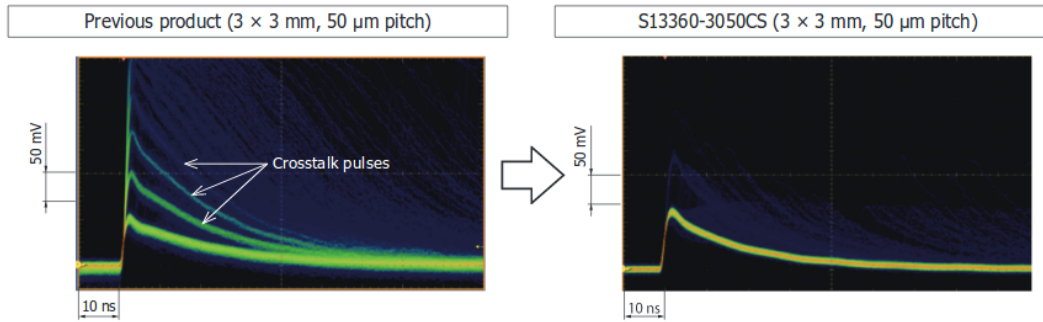 Previous product (3 × 3 mm, 50 µm pitch)
S13360-3050CS (3 × 3 mm, 50 µm pitch)
50 mV
Crosstalk pulses
50 mV
10 ns
10 ns